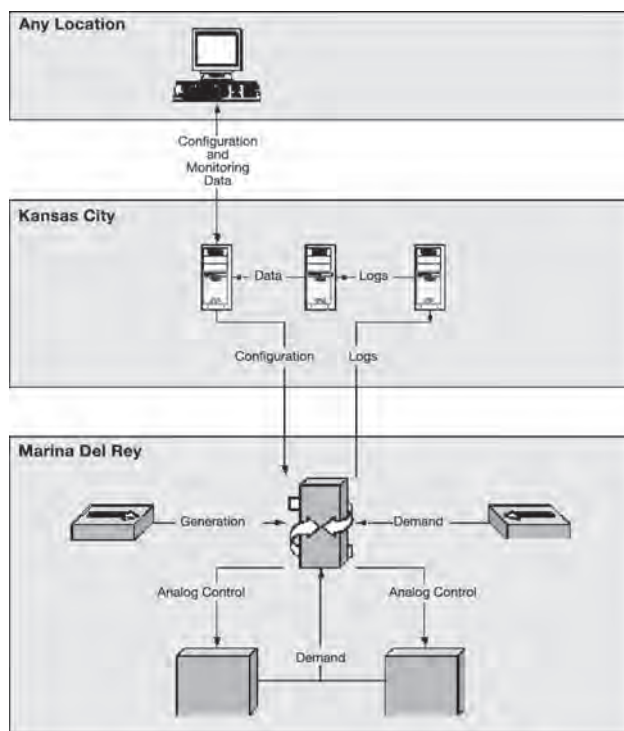 Any Location
Configuration
and
Monitoring
Data
Kansas City
Data
Logs
Configuration
Logs
Marina Del Rey
Generation
Demand
Analog Control
Analog Control
Demand